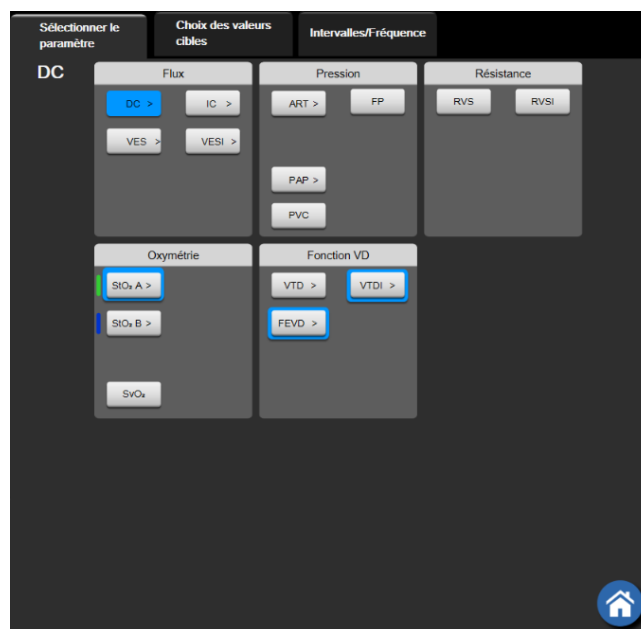 Sélectionner le
paramètre
Choix des valeurs
cibles
Intervalles/Fréquence
DC
Flux
DC >
IC >
VES >
VESI >
Pression
ART >
FP
PAP >
PVC
Résistance
RVS
RVSI
Oxymétrie
StO₂ A >
StO₂ B >
SvO₂
Fonction VD
VTD >
VTDI >
FEVD >